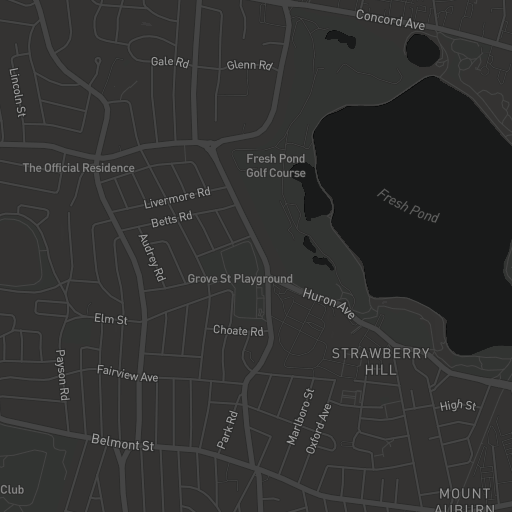 Concord Ave
Gale Rd
Glenn Rd
Lincoln St
Fresh Pond
Golf Course
The Official Residence
Livermore Rd
Fresh Pond
Betts Rd
Audrey Rd
Grove St Playground
Huron Ave
Elm St
Choate Rd
STRAWBERRY
HILL
Payson Rd
Fairview Ave
Marlboro St
Oxford Ave
High St
Park Rd
Belmont St
Club
MOUNT
AUBURN